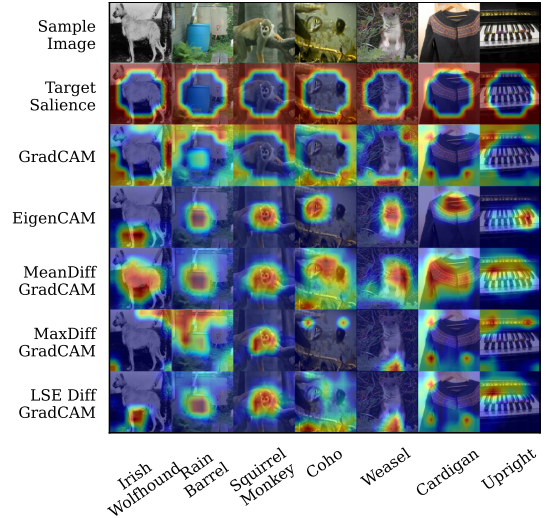 Sample
Image
Target
Salience
GradCAM
EigenCAM
MeanDiff
GradCAM
MaxDiff
GradCAM
LSE Diff
GradCAM
Irish
Wolfhound
Rain
Barrel
Squirrel
Monkey
Coho
Weasel
Cardigan
Upright